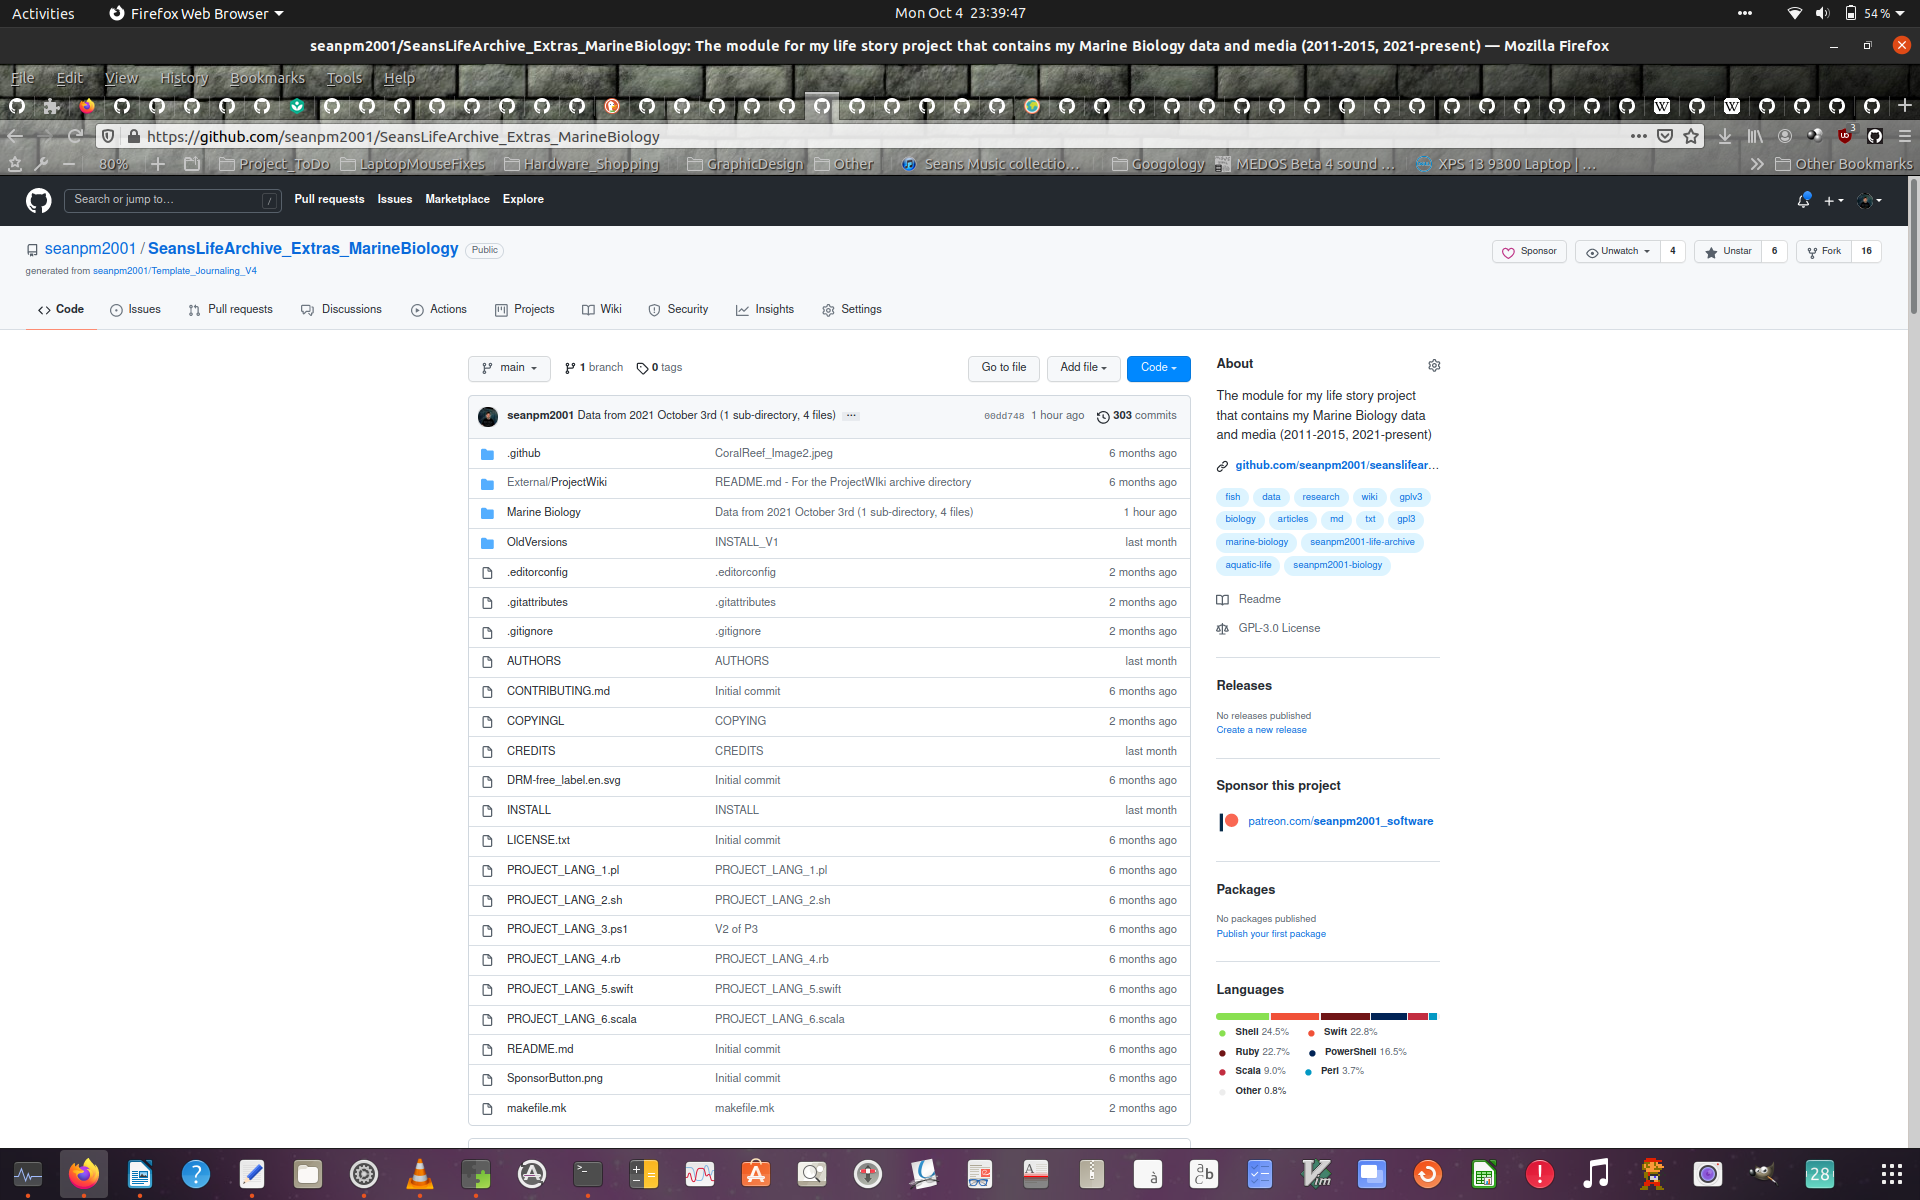 Activities Firefox Web Browser Mon Oct 4 23:39:47 54 %
seanpm2001/SeansLifeArchive_Extras_MarineBiology: The module for my life story project that contains my Marine Biology data and media (2011-2015, 2021-present) — Mozilla Firefox
File Edit View History Bookmarks Tools Help
https://github.com/seanpm2001/SeansLifeArchive_Extras_MarineBiology 3
80% Project_ToDo LaptopMouseFixes Hardware_Shopping GraphicDesign Other Seans Music collectio… Googology MEDOS Beta 4 sound … XPS 13 9300 Laptop | … Other Bookmarks
Search or jump to… / Pull requests Issues Marketplace Explore
seanpm2001 / SeansLifeArchive_Extras_MarineBiology Public Sponsor Unwatch 4 Unstar 6 Fork 16
generated from seanpm2001/Template_Journaling_V4
Code Issues Pull requests Discussions Actions Projects Wiki Security Insights Settings
main 1 branch 0 tags Go to file Add file Code
seanpm2001 Data from 2021 October 3rd (1 sub-directory, 4 files) ... 00dd748 1 hour ago 303 commits
.github CoralReef_Image2.jpeg 6 months ago
External/ProjectWiki README.md - For the ProjectWIki archive directory 6 months ago
Marine Biology Data from 2021 October 3rd (1 sub-directory, 4 files) 1 hour ago
OldVersions INSTALL_V1 last month
.editorconfig .editorconfig 2 months ago
.gitattributes .gitattributes 2 months ago
.gitignore .gitignore 2 months ago
AUTHORS AUTHORS last month
CONTRIBUTING.md Initial commit 6 months ago
COPYINGL COPYING 2 months ago
CREDITS CREDITS last month
DRM-free_label.en.svg Initial commit 6 months ago
INSTALL INSTALL last month
LICENSE.txt Initial commit 6 months ago
PROJECT_LANG_1.pl PROJECT_LANG_1.pl 6 months ago
PROJECT_LANG_2.sh PROJECT_LANG_2.sh 6 months ago
PROJECT_LANG_3.ps1 V2 of P3 6 months ago
PROJECT_LANG_4.rb PROJECT_LANG_4.rb 6 months ago
PROJECT_LANG_5.swift PROJECT_LANG_5.swift 6 months ago
PROJECT_LANG_6.scala PROJECT_LANG_6.scala 6 months ago
README.md Initial commit 6 months ago
SponsorButton.png Initial commit 6 months ago
makefile.mk makefile.mk 2 months ago
About
The module for my life story project
that contains my Marine Biology data
and media (2011-2015, 2021-present)
github.com/seanpm2001/seanslifear…
fish data research wiki gplv3
biology articles md txt gpl3
marine-biology seanpm2001-life-archive
aquatic-life seanpm2001-biology
Readme
GPL-3.0 License
Releases
No releases published
Create a new release
Sponsor this project
patreon.com/seanpm2001_software
Packages
No packages published
Publish your first package
Languages
Shell 24.5% Swift 22.8%
Ruby 22.7% PowerShell 16.5%
Scala 9.0% Perl 3.7%
Other 0.8%
28